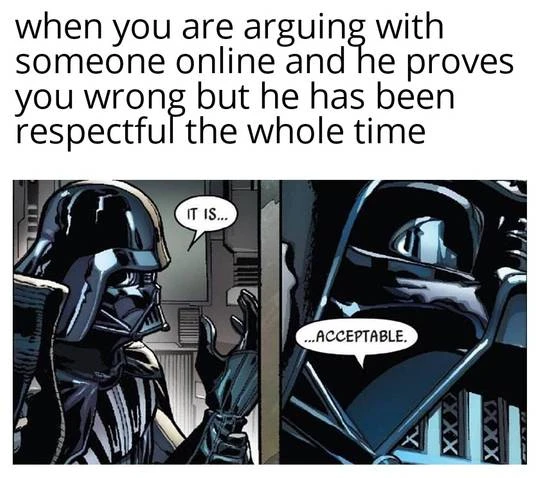 when you are arguing with
someone online and he proves
you wrong but he has been
respectful the whole time
IT IS...
...ACCEPTABLE.